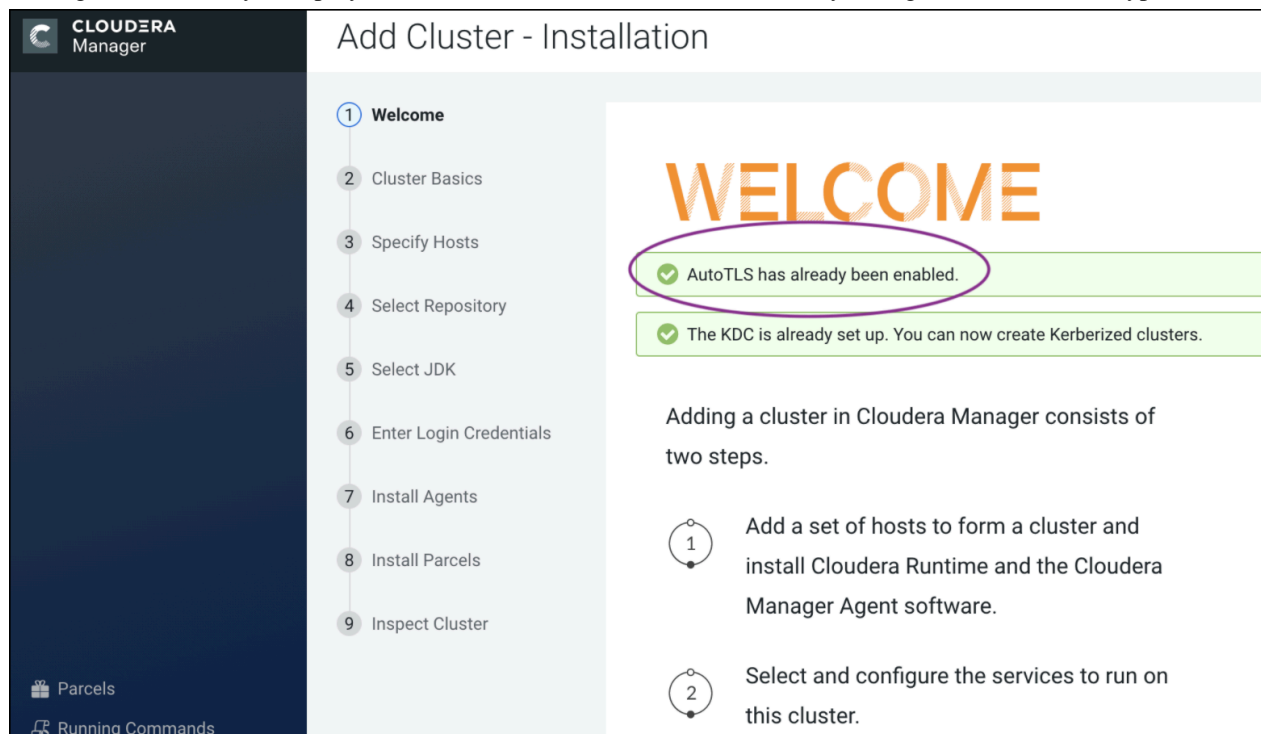 CLOUDERA
Manager
Add Cluster - Installation
1 Welcome
2 Cluster Basics
3 Specify Hosts
4 Select Repository
5 Select JDK
6 Enter Login Credentials
7 Install Agents
8 Install Parcels
9 Inspect Cluster
Parcels
Running Commands
WELCOME
AutoTLS has already been enabled.
The KDC is already set up. You can now create Kerberized clusters.
Adding a cluster in Cloudera Manager consists of
two steps.
1 Add a set of hosts to form a cluster and
install Cloudera Runtime and the Cloudera
Manager Agent software.
2 Select and configure the services to run on
this cluster.